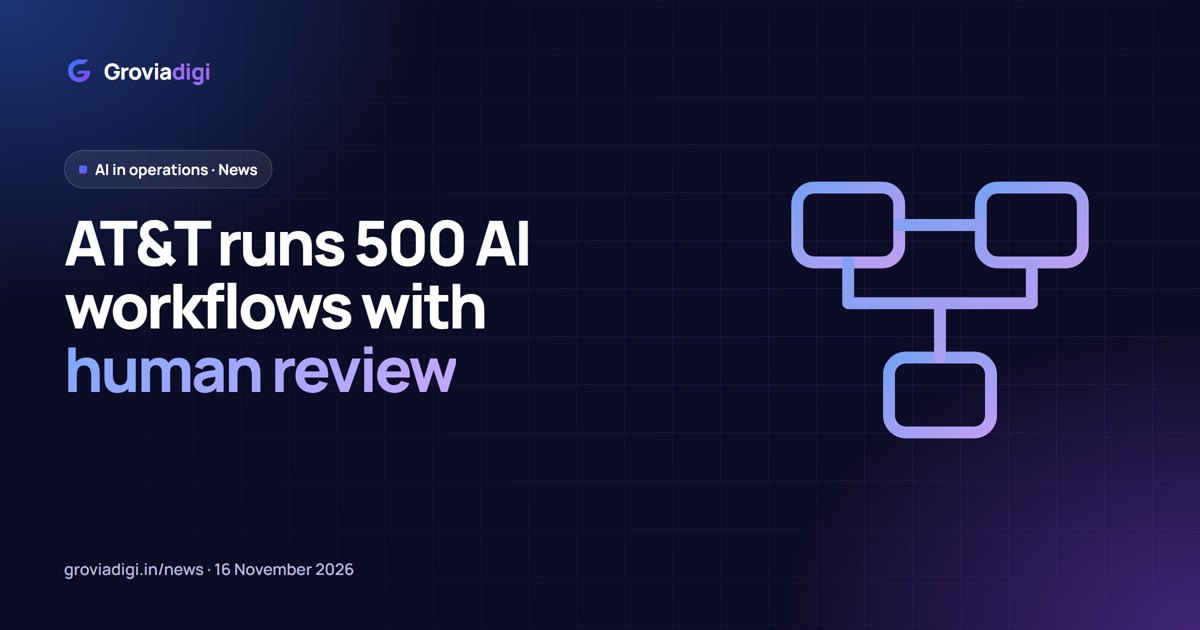 Groviadigi
AI in operations · News
AT&T runs 500 AI
workflows with
human review
groviadigi.in/news · 16 November 2026